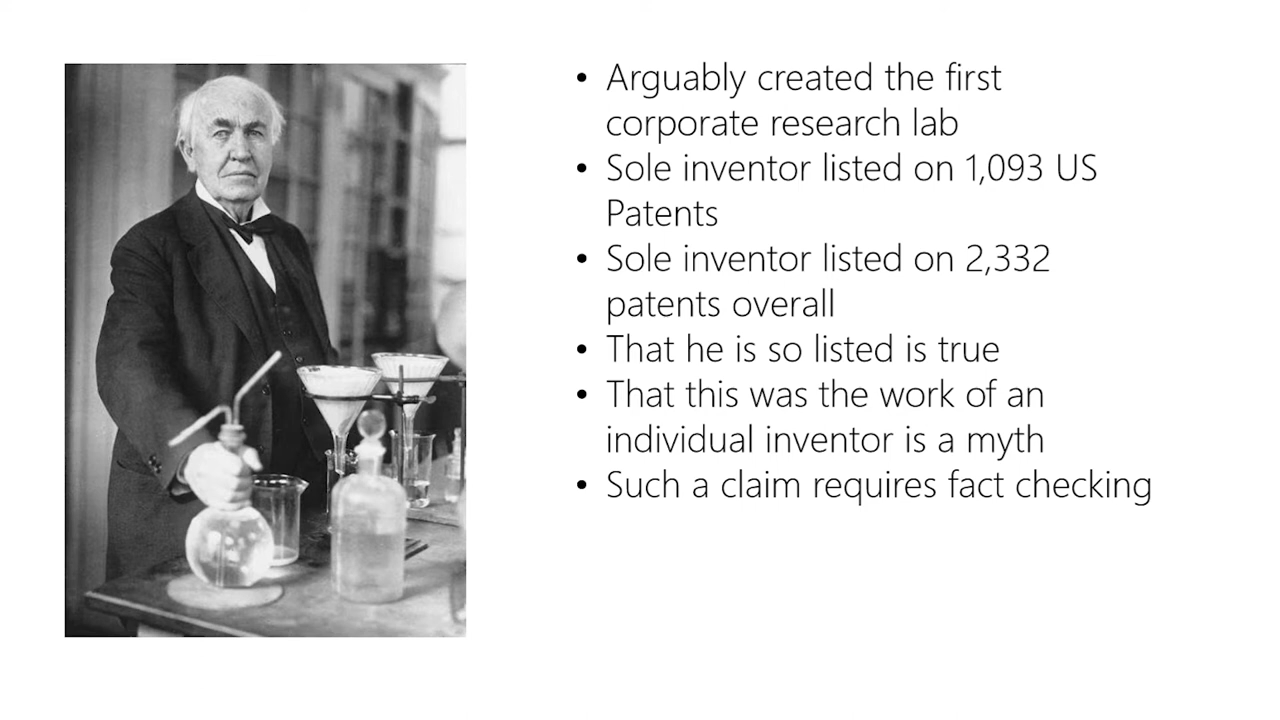 • Arguably created the first
corporate research lab
• Sole inventor listed on 1,093 US
Patents
• Sole inventor listed on 2,332
patents overall
• That he is so listed is true
• That this was the work of an
individual inventor is a myth
• Such a claim requires fact checking